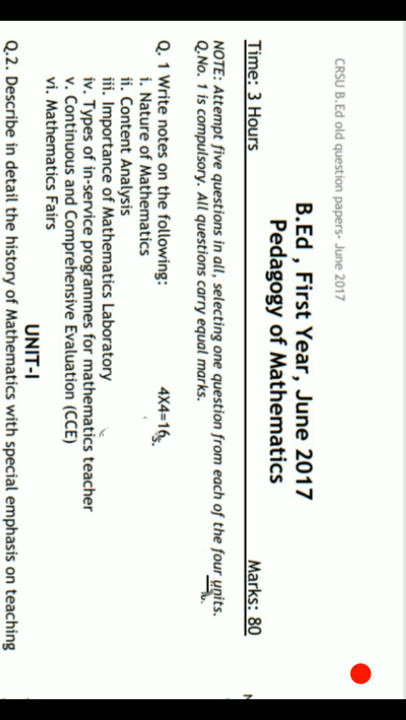 CRSU B.Ed old question papers- June 2017
B.Ed , First Year, June 2017
Pedagogy of Mathematics
Time: 3 Hours Marks: 80
NOTE: Attempt five questions in all, selecting one question from each of the four units.
Q.No. 1 is compulsory. All questions carry equal marks.
Q. 1 Write notes on the following: 4X4=16
i. Nature of Mathematics
ii. Content Analysis
iii. Importance of Mathematics Laboratory
iv. Types of in-service programmes for mathematics teacher
v. Continuous and Comprehensive Evaluation (CCE)
vi. Mathematics Fairs
UNIT-I
Q.2. Describe in detail the history of Mathematics with special emphasis on teaching